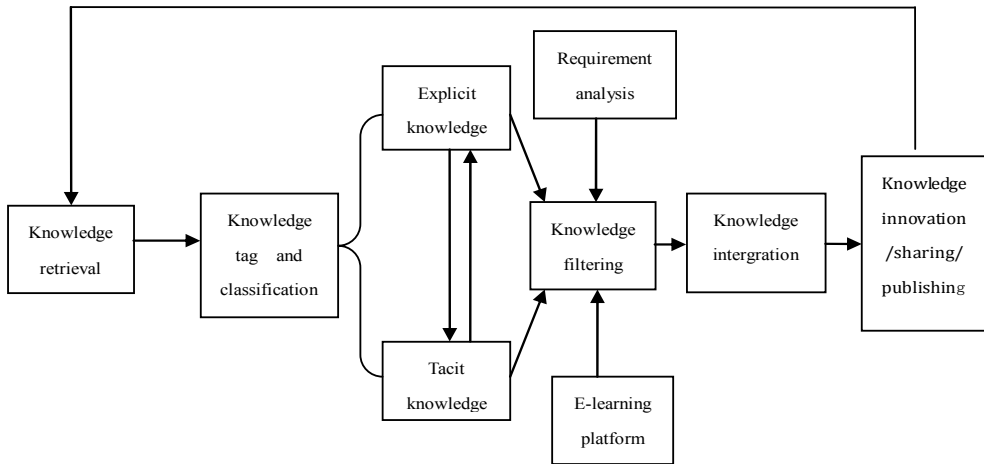 Knowledge
retrieval
Knowledge
tag and
classification
Explicit
knowledge
Tacit
knowledge
Requirement
analysis
Knowledge
filtering
E-learning
platform
Knowledge
intergration
Knowledge
innovation
/sharing/
publishing